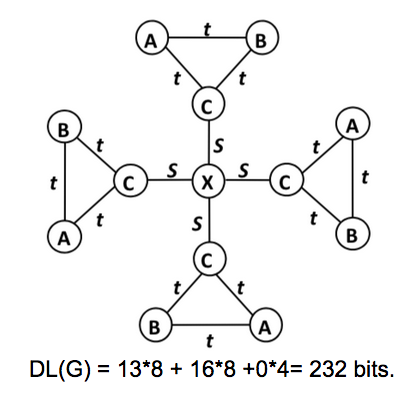 t
A B
t t
C
S
B A
t t
t C S X S C t
t t
A B
S
C
t t
B A
t
DL(G) = 13*8 + 16*8 +0*4= 232 bits.